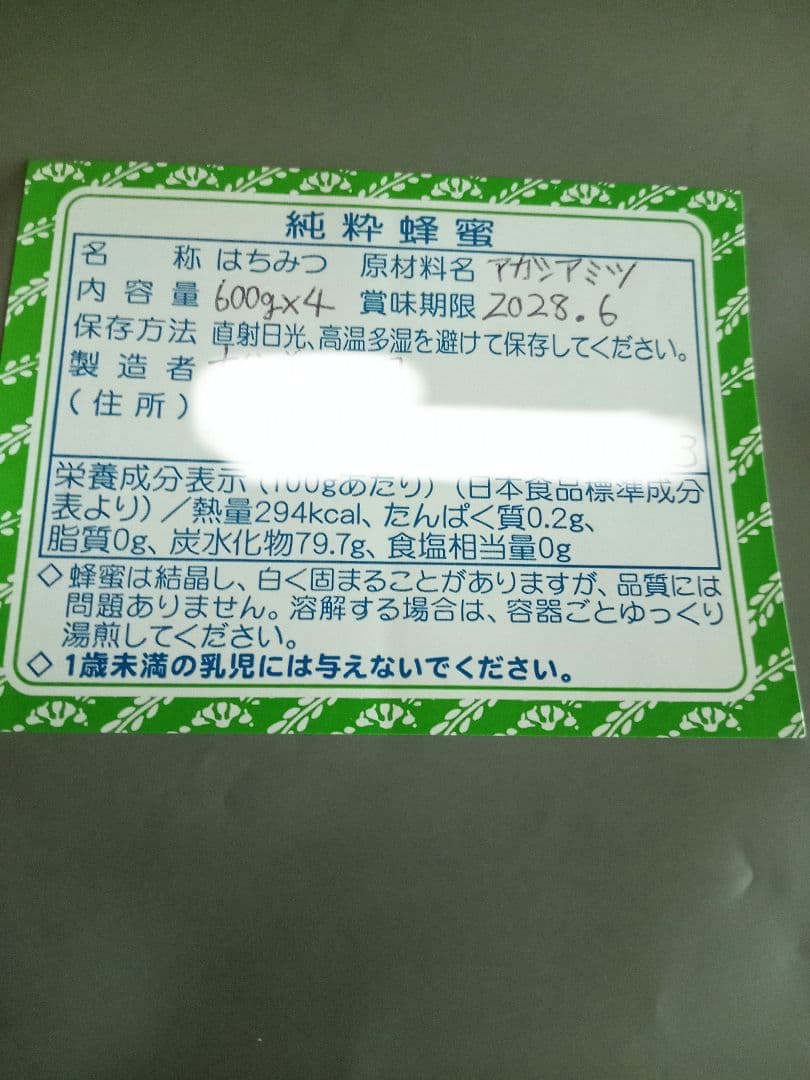 純粋蜂蜜
名称 はちみつ 原材料名 アカシアミツ
内容量 600g×4 賞味期限 2028.6
保存方法 直射日光、高温多湿を避けて保存してください。
製造者
(住所)
3
栄養成分表示(100gあたり)(日本食品標準成分
表より)/熱量294kcal、たんぱく質0.2g、
脂質0g、炭水化物79.7g、食塩相当量0g
◇蜂蜜は結晶し、白く固まることがありますが、品質には
問題ありません。溶解する場合は、容器ごとゆっくり
湯煎してください。
◇1歳未満の乳児には与えないでください。